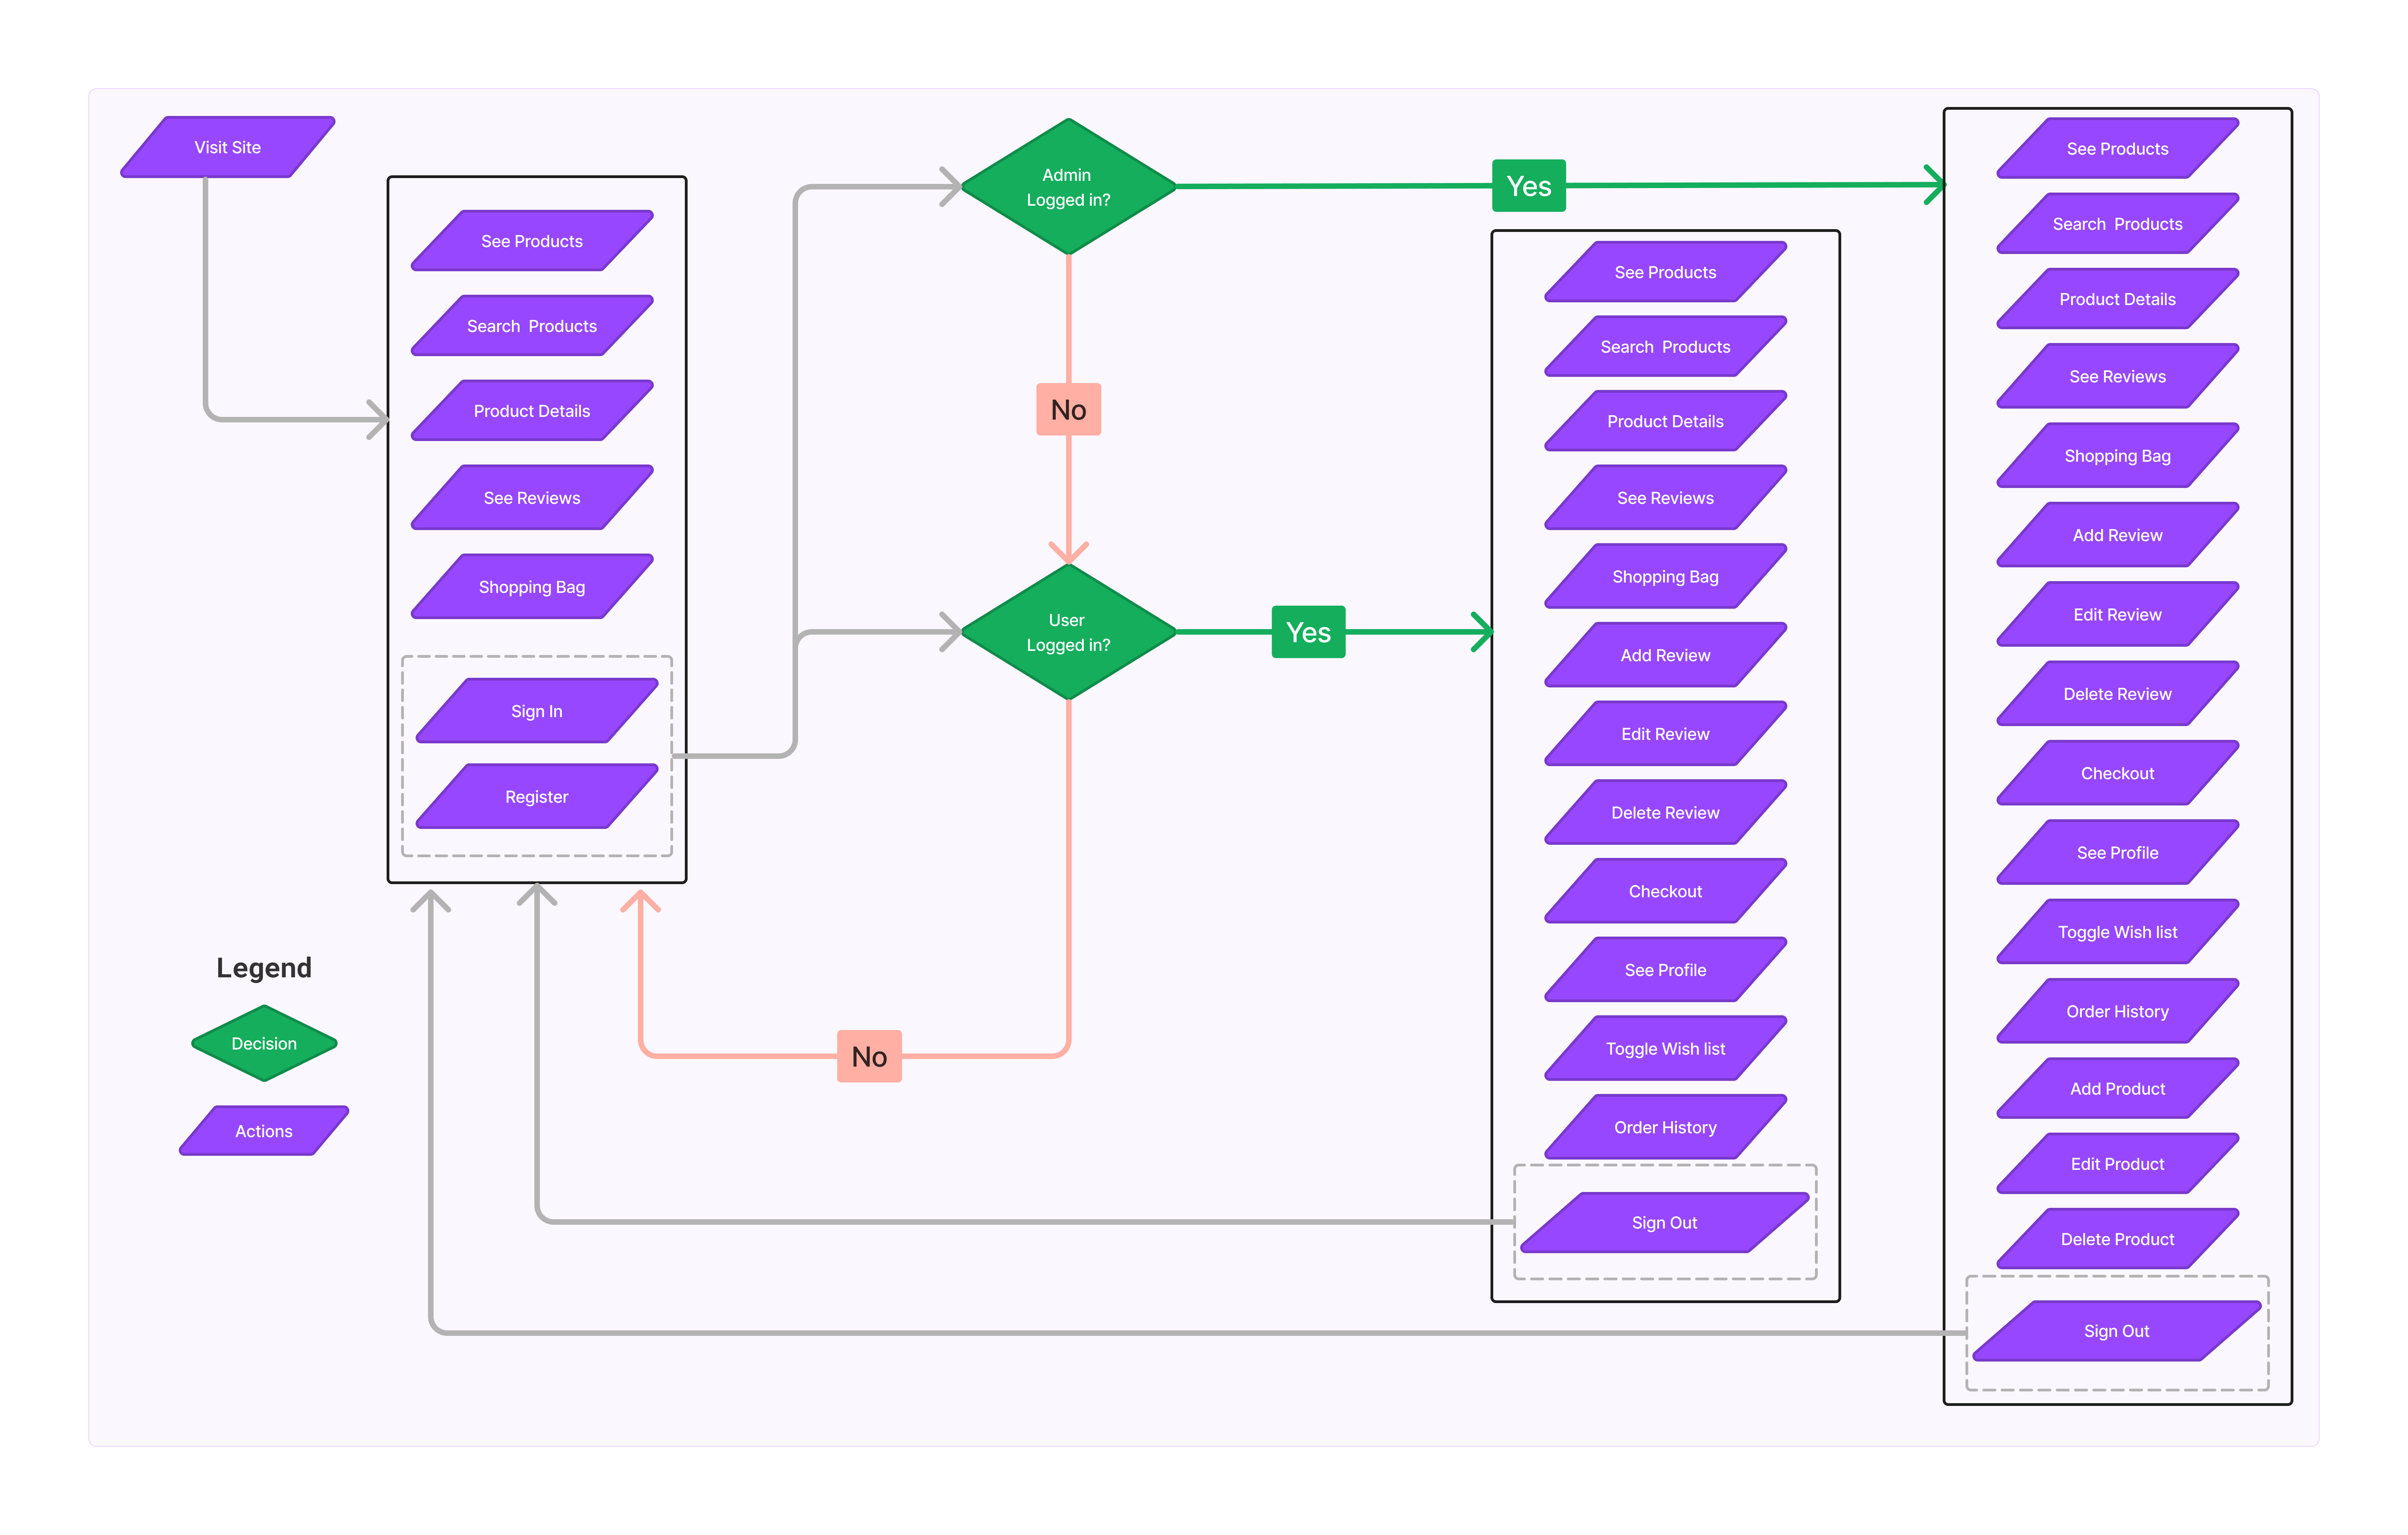 Visit Site
See Products
Search  Products
Product Details
See Reviews
Shopping Bag
Sign In
Register
Admin
Logged in?
Yes
No
User
Logged in?
Yes
No
See Products
Search  Products
Product Details
See Reviews
Shopping Bag
Add Review
Edit Review
Delete Review
Checkout
See Profile
Toggle Wish list
Order History
Sign Out
See Products
Search  Products
Product Details
See Reviews
Shopping Bag
Add Review
Edit Review
Delete Review
Checkout
See Profile
Toggle Wish list
Order History
Add Product
Edit Product
Delete Product
Sign Out
Legend
Decision
Actions